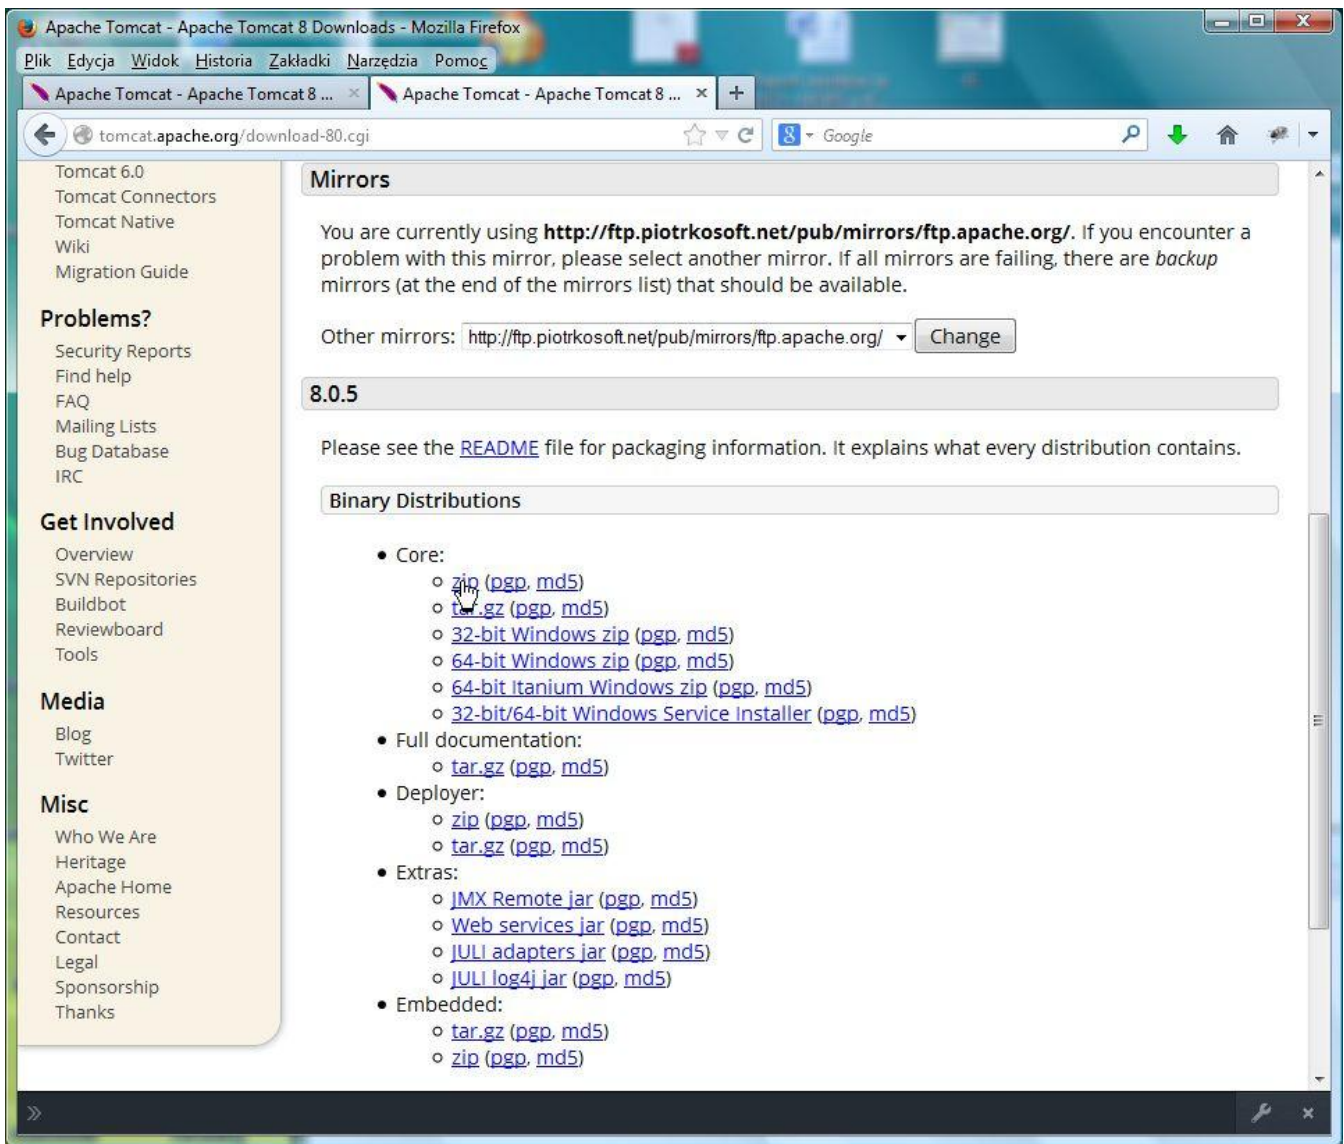 Apache Tomcat - Apache Tomcat 8 Downloads - Mozilla Firefox
Plik Edycja Widok Historia Zakładki Narzędzia Pomoc
Apache Tomcat - Apache Tomcat 8 ... × Apache Tomcat - Apache Tomcat 8 ... × +
tomcat.apache.org/download-80.cgi
8 Google
Tomcat 6.0
Tomcat Connectors
Tomcat Native
Wiki
Migration Guide
Problems?
Security Reports
Find help
FAQ
Mailing Lists
Bug Database
IRC
Get Involved
Overview
SVN Repositories
Buildbot
Reviewboard
Tools
Media
Blog
Twitter
Misc
Who We Are
Heritage
Apache Home
Resources
Contact
Legal
Sponsorship
Thanks
Mirrors
You are currently using http://ftp.piotrkosoft.net/pub/mirrors/ftp.apache.org/. If you encounter a
problem with this mirror, please select another mirror. If all mirrors are failing, there are backup
mirrors (at the end of the mirrors list) that should be available.
Other mirrors: http://ftp.piotrkosoft.net/pub/mirrors/ftp.apache.org/ Change
8.0.5
Please see the README file for packaging information. It explains what every distribution contains.
Binary Distributions
• Core:
zip (pgp, md5)
tar.gz (pgp, md5)
32-bit Windows zip (pgp, md5)
64-bit Windows zip (pgp, md5)
64-bit Itanium Windows zip (pgp, md5)
32-bit/64-bit Windows Service Installer (pgp, md5)
• Full documentation:
tar.gz (pgp, md5)
• Deployer:
zip (pgp, md5)
tar.gz (pgp, md5)
• Extras:
JMX Remote jar (pgp, md5)
Web services jar (pgp, md5)
JULI adapters jar (pgp, md5)
JULI log4j jar (pgp, md5)
• Embedded:
tar.gz (pgp, md5)
zip (pgp, md5)